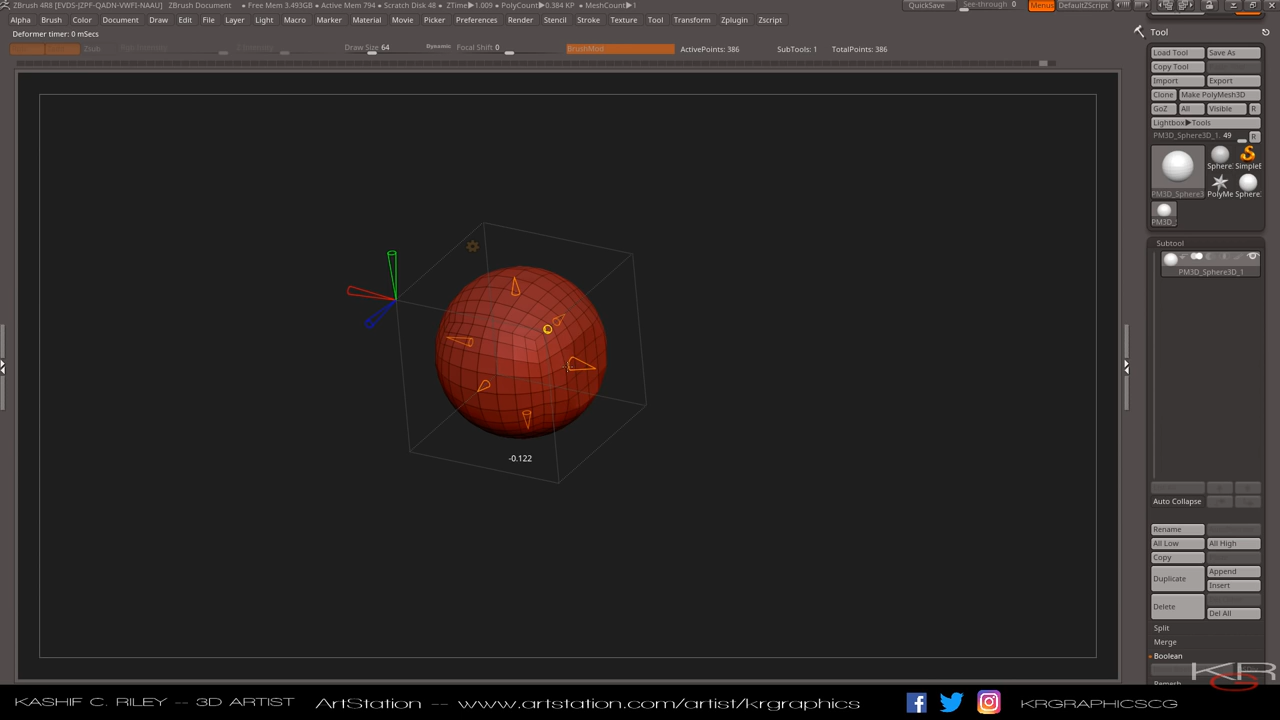 ZBrush 4R8 [EVDS-JZPF-QADN-VWFI-NAAU] ZBrush Document ● Free Mem 3.493GB ● Active Mem 794 ● Scratch Disk 48 ● ZTime▶1.009 ● PolyCount▶0.384 KP ● MeshCount▶1 QuickSave See-through 0 Menus DefaultZScript
Alpha Brush Color Document Draw Edit File Layer Light Macro Marker Material Movie Picker Preferences Render Stencil Stroke Texture Tool Transform Zplugin Zscript
Deformer timer: 0 mSecs
Draw Size 64 Dynamic Focal Shift 0 BrushMod ActivePoints: 386 SubTools: 1 TotalPoints: 386
Tool
Load Tool Save As
Copy Tool
Import Export
Clone Make PolyMesh3D
GoZ All Visible R
Lightbox▶Tools
PM3D_Sphere3D_1. 49 R
Sphere. SimpleB
PM3D_Sphere3 PolyMe Sphere.
PM3D_
Subtool
PM3D_Sphere3D_1
-0.122
Auto Collapse
Rename
All Low All High
Copy
Duplicate Append
Insert
Delete
Del All
Split
Merge
Boolean
Remesh
KR
G
KASHIF C. RILEY -- 3D ARTIST ArtStation -- www.artstation.com/artist/krgraphics KRGRAPHICSCG